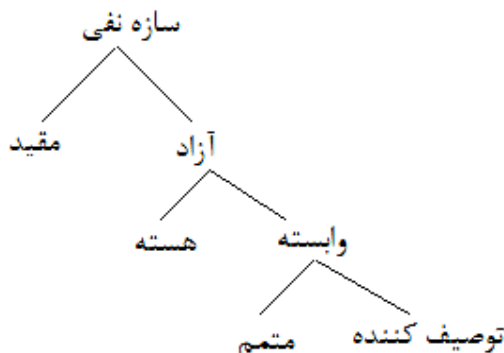 سازه نفی
آزاد مقید
وابسته هسته
توصیف کننده متمم